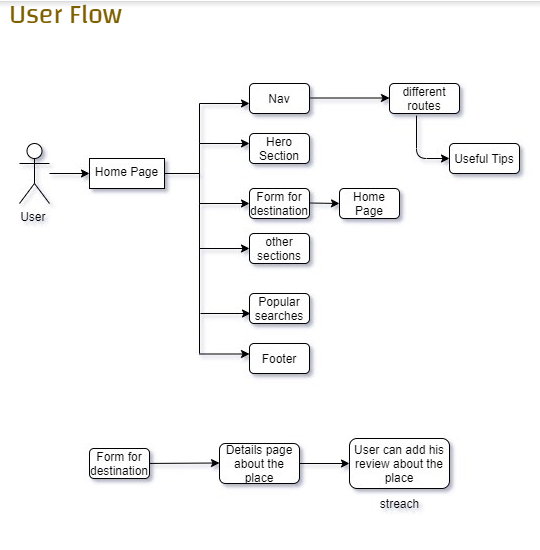 User Flow
Nav
different
routes
Hero
Section
Useful Tips
Home Page
User
Form for
destination
Home
Page
other
sections
Popular
searches
Footer
Form for
destination
Details page
about the
place
User can add his
review about the
place
streach